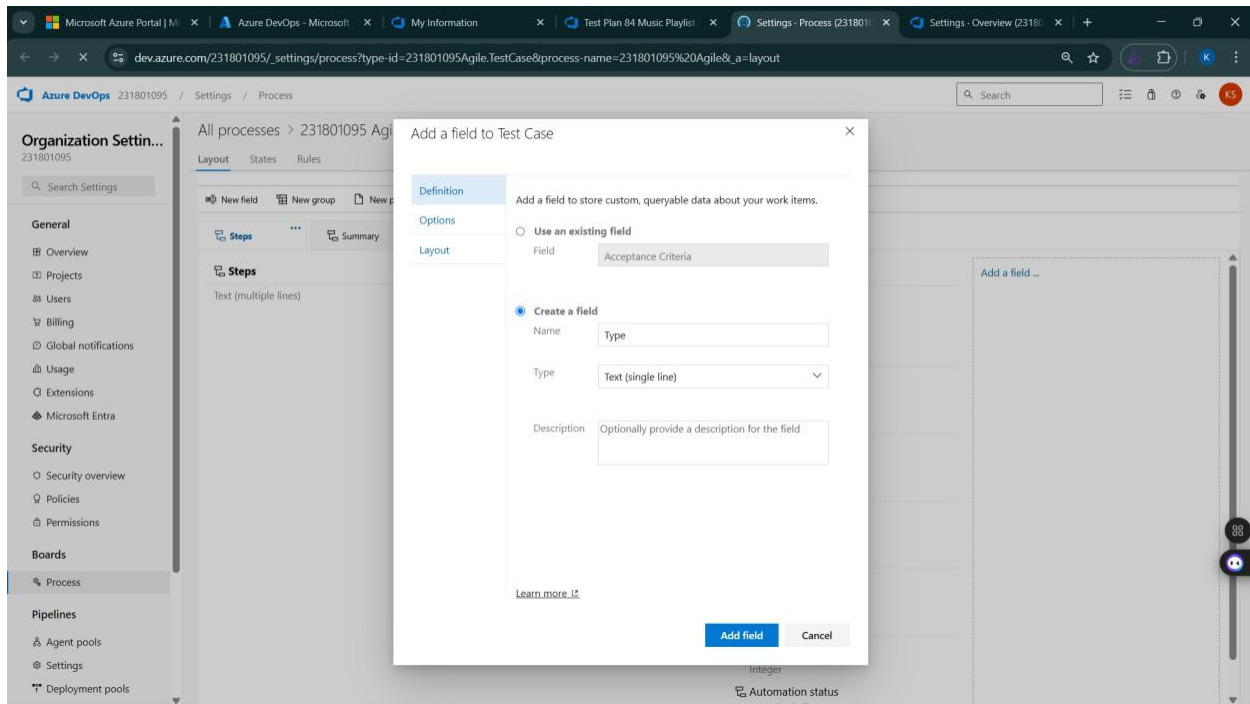 Microsoft Azure Portal | M
Azure DevOps - Microsoft
My Information
Test Plan 84 Music Playlist
Settings · Process (2318010
Settings · Overview (23180
dev.azure.com/231801095/_settings/process?type-id=231801095Agile.TestCase&process-name=231801095%20Agile&_a=layout
K
Azure DevOps 231801095 / Settings / Process
Search
KS
Organization Settin...
231801095
Search Settings
General
Overview
Projects
Users
Billing
Global notifications
Usage
Extensions
Microsoft Entra
Security
Security overview
Policies
Permissions
Boards
Process
Pipelines
Agent pools
Settings
Deployment pools
All processes > 231801095 Agi
Layout States Rules
New field New group New p
Steps ... Summary
Steps
Text (multiple lines)
Add a field to Test Case
Definition
Options
Layout
Add a field to store custom, queryable data about your work items.
Use an existing field
Field Acceptance Criteria
Create a field
Name Type
Type Text (single line)
Description Optionally provide a description for the field
Learn more
Add field Cancel
Add a field ...
Integer
Automation status